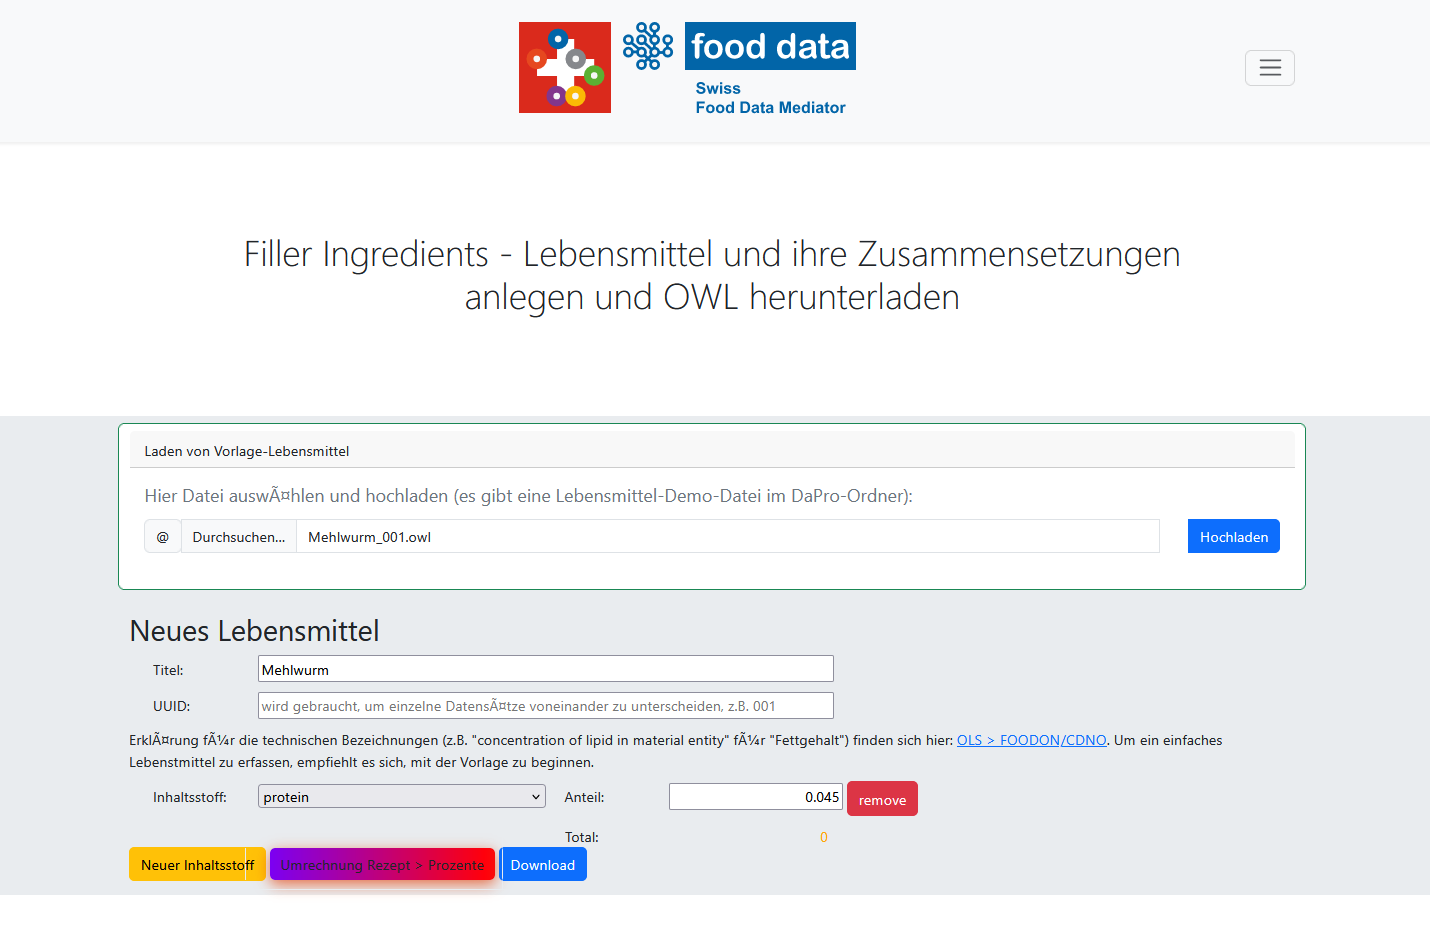 food data
Swiss
Food Data Mediator
Filler Ingredients - Lebensmittel und ihre Zusammensetzungen
anlegen und OWL herunterladen
Laden von Vorlage-Lebensmittel
Hier Datei auswÃ¤hlen und hochladen (es gibt eine Lebensmittel-Demo-Datei im DaPro-Ordner):
@ Durchsuchen... Mehlwurm_001.owl Hochladen
Neues Lebensmittel
Titel: Mehlwurm
UUID: wird gebraucht, um einzelne DatensÃ¤tze voneinander zu unterscheiden, z.B. 001
ErklÃ¤rung fÃ¼r die technischen Bezeichnungen (z.B. "concentration of lipid in material entity" fÃ¼r "Fettgehalt") finden sich hier: OLS > FOODON/CDNO. Um ein einfaches
Lebenstmittel zu erfassen, empfiehlt es sich, mit der Vorlage zu beginnen.
Inhaltsstoff: protein Anteil: 0.045 remove
Total: 0
Neuer Inhaltsstoff Umrechnung Rezept > Prozente Download